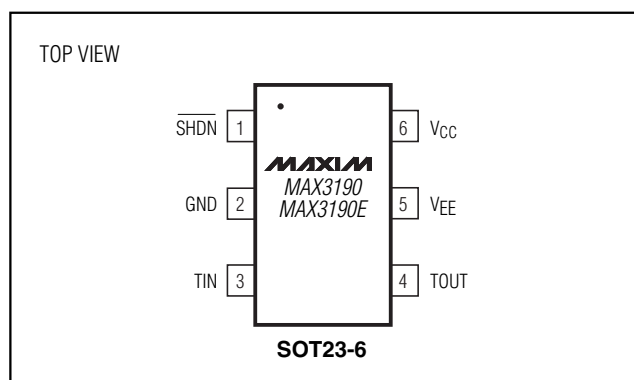 TOP VIEW
SHDN 1
6 VCC
MAXIM
MAX3190
MAX3190E
GND 2
5 VEE
TIN 3
4 TOUT
SOT23-6